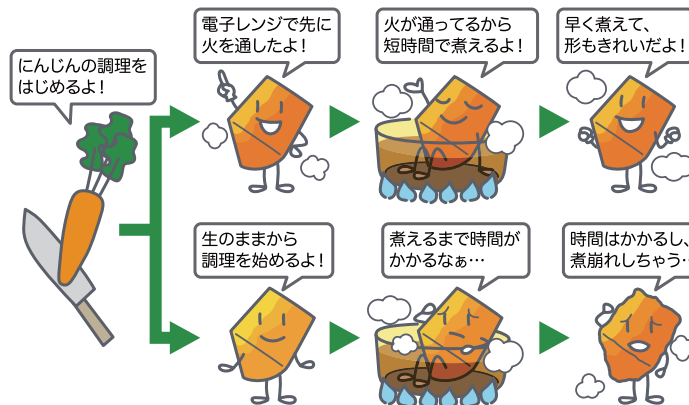 にんじんの調理を
はじめるよ！
電子レンジで先に
火を通したよ！
火が通ってるから
短時間で煮えるよ！
早く煮えて、
形もきれいだよ！
生のままから
調理を始めるよ！
煮えるまで時間が
かかるなぁ…
時間はかかるし、
煮崩れしちゃう…